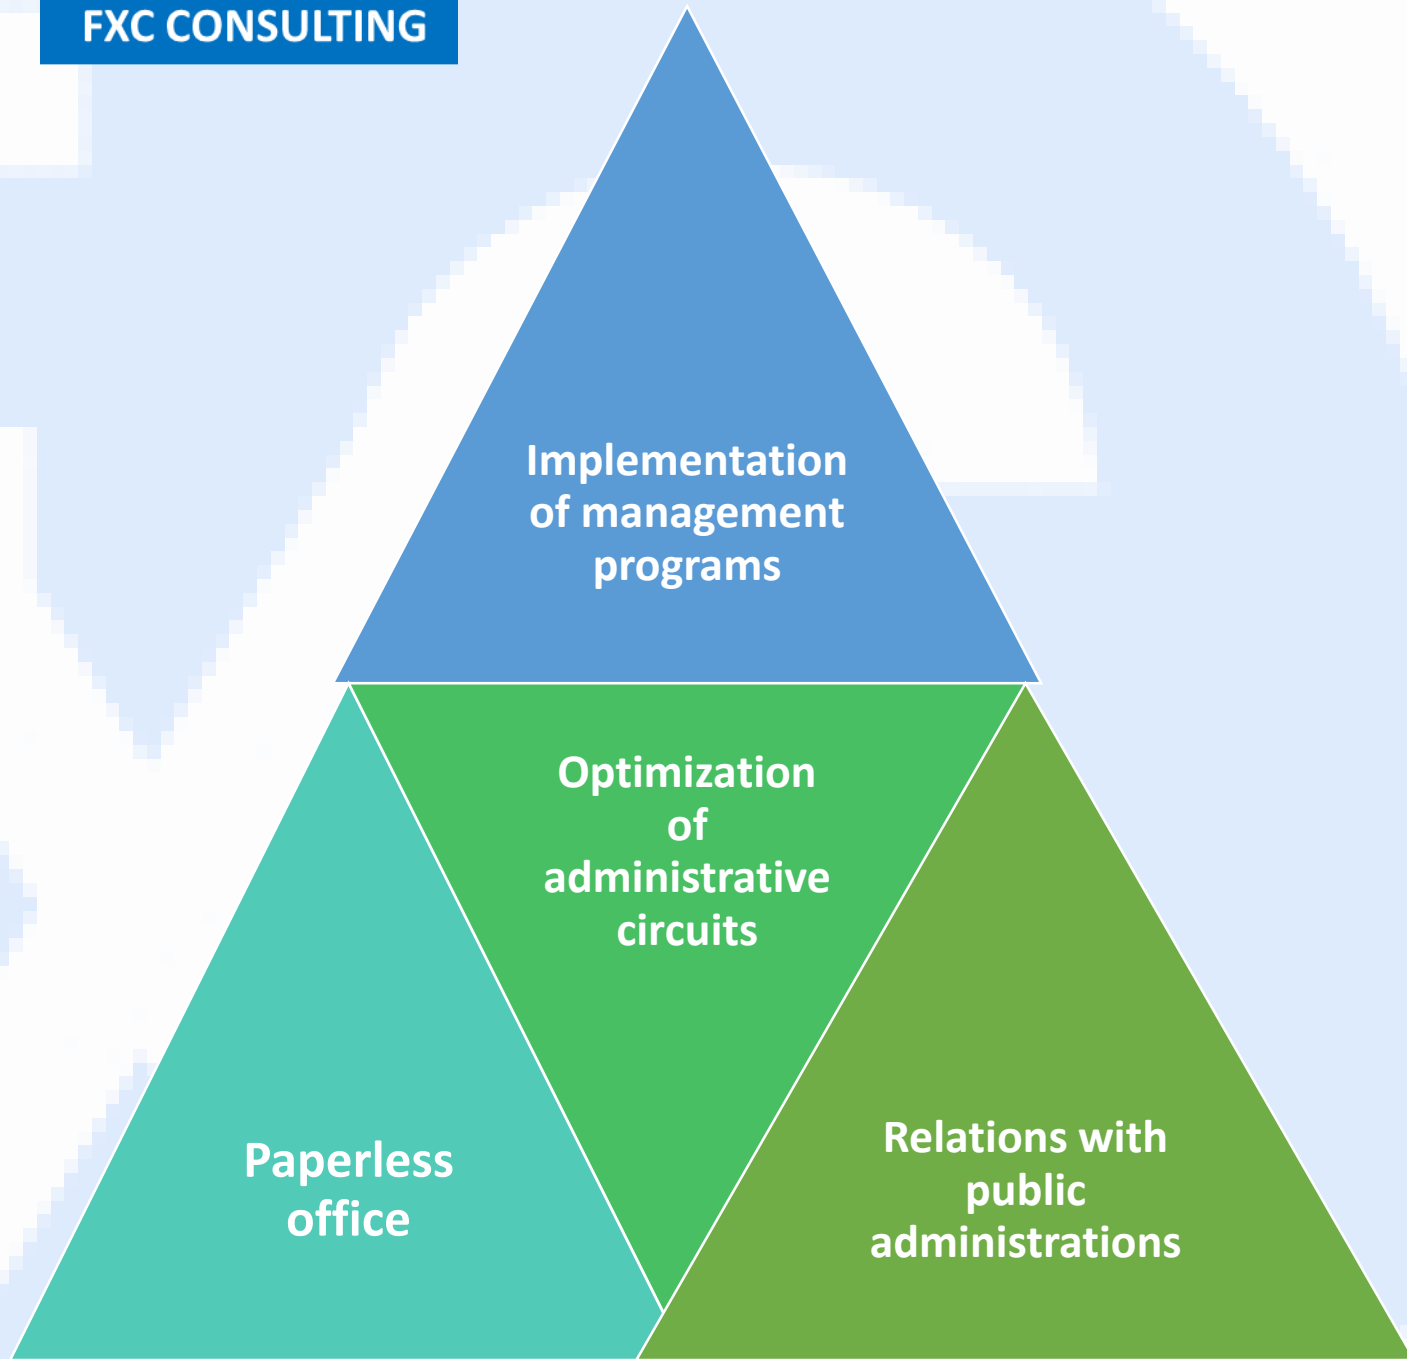 FXC CONSULTING
Implementation
of management
programs
Optimization
of
administrative
circuits
Paperless
office
Relations with
public
administrations